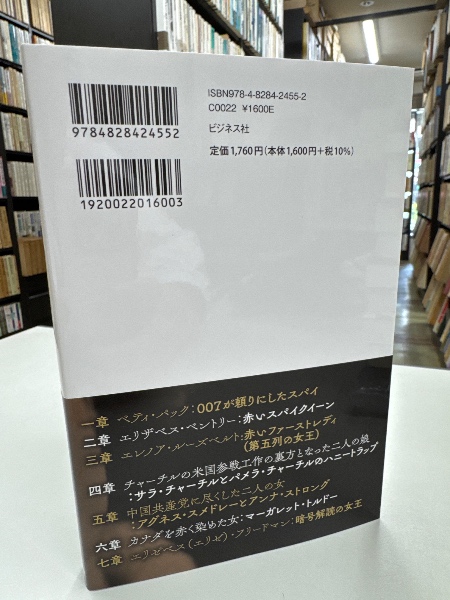 ISBN978-4-8284-2455-2
C0022 ¥1600E
ビジネス社
定価1,760円(本体1,600円+税10%)
9784828424552
1920022016003
一章 ベティ・パック:007が頼りにしたスパイ
二章 エリザベス・ベントリー:赤いスパイクイーン
三章 エレノア・ルーズベルト:赤いファーストレディ
(第五列の女王)
四章 チャーチルの米国参戦工作の裏方となった二人の娘
:サラ・チャーチルとパメラ・チャーチルのハニートラップ
五章 中国共産党に尽くした二人の女
:アグネス・スメドレーとアンナ・ストロング
六章 カナダを赤く染めた女:マーガレット・トルドー
七章 エリザベス(エリゼ)・フリードマン:暗号解読の女王